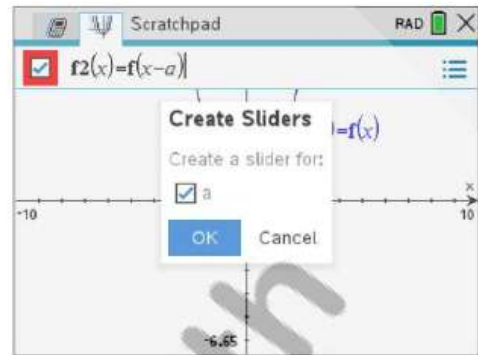 Scratchpad
RAD
f2(x)=f(x-a)
Create Sliders
=f(x)
Create a slider for:
a
x
-10
10
OK
Cancel
-6.65